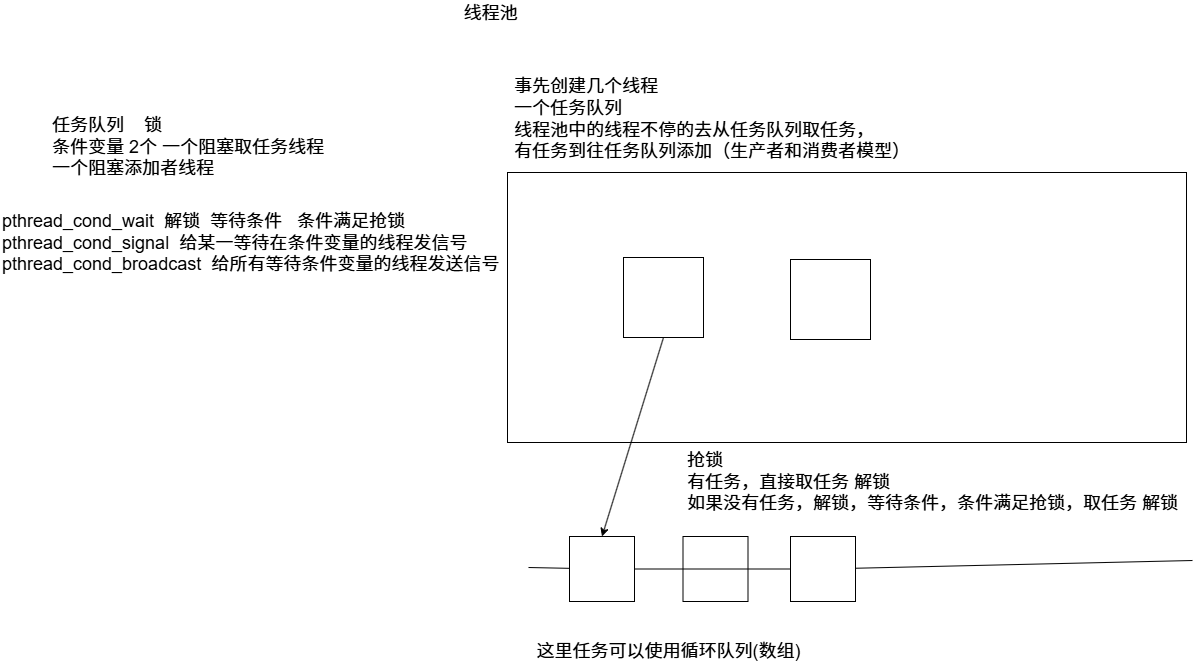 线程池
事先创建几个线程
一个任务队列
线程池中的线程不停的去从任务队列取任务，
有任务到往任务队列添加（生产者和消费者模型）
任务队列 锁
条件变量 2个 一个阻塞取任务线程
一个阻塞添加者线程
pthread_cond_wait 解锁 等待条件 条件满足抢锁
pthread_cond_signal 给某一等待在条件变量的线程发信号
pthread_cond_broadcast 给所有等待条件变量的线程发送信号
抢锁
有任务，直接取任务 解锁
如果没有任务，解锁，等待条件，条件满足抢锁，取任务 解锁
这里任务可以使用循环队列(数组)